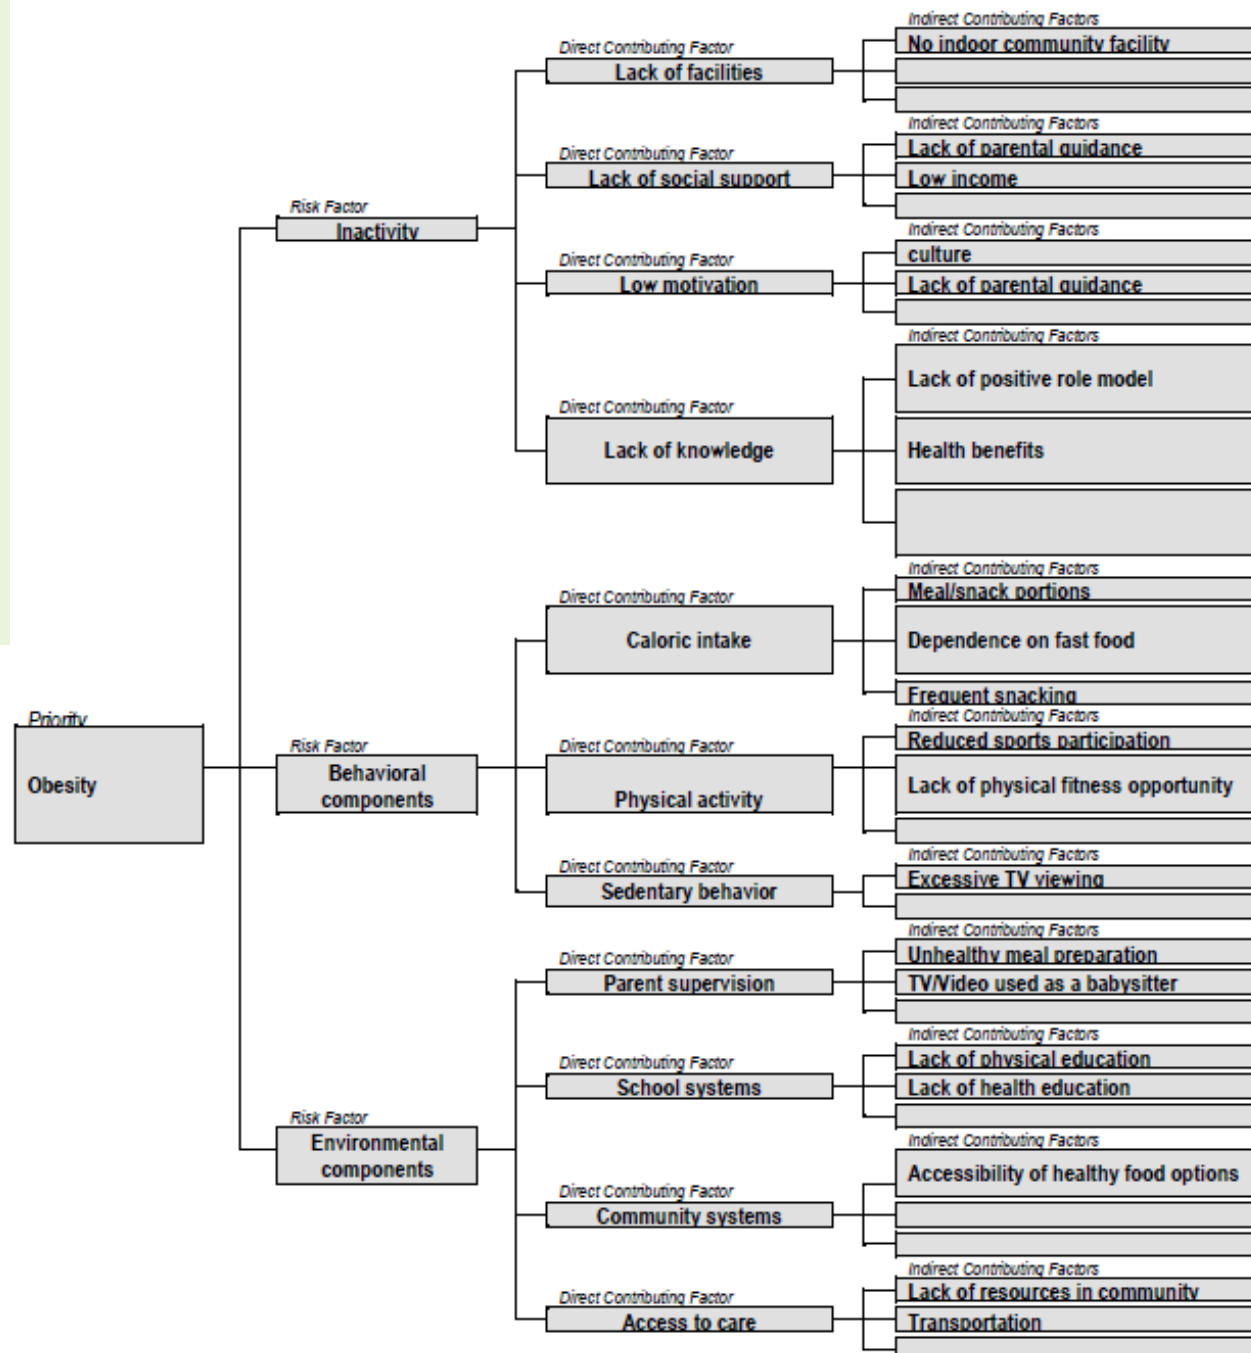 Indirect Contributing Factors
No indoor community facility
Direct Contributing Factor
Lack of facilities
Indirect Contributing Factors
Lack of parental guidance
Direct Contributing Factor
Lack of social support
Low income
Risk Factor
Inactivity
Indirect Contributing Factors
culture
Direct Contributing Factor
Low motivation
Lack of parental guidance
Indirect Contributing Factors
Lack of positive role model
Direct Contributing Factor
Lack of knowledge
Health benefits
Indirect Contributing Factors
Meal/snack portions
Direct Contributing Factor
Caloric intake
Dependence on fast food
Frequent snacking
Priority
Obesity
Risk Factor
Behavioral
components
Indirect Contributing Factors
Reduced sports participation
Direct Contributing Factor
Physical activity
Lack of physical fitness opportunity
Indirect Contributing Factors
Excessive TV viewing
Direct Contributing Factor
Sedentary behavior
Indirect Contributing Factors
Unhealthy meal preparation
Direct Contributing Factor
Parent supervision
TV/Video used as a babysitter
Indirect Contributing Factors
Lack of physical education
Direct Contributing Factor
School systems
Lack of health education
Risk Factor
Environmental
components
Indirect Contributing Factors
Accessibility of healthy food options
Direct Contributing Factor
Community systems
Indirect Contributing Factors
Lack of resources in community
Direct Contributing Factor
Access to care
Transportation